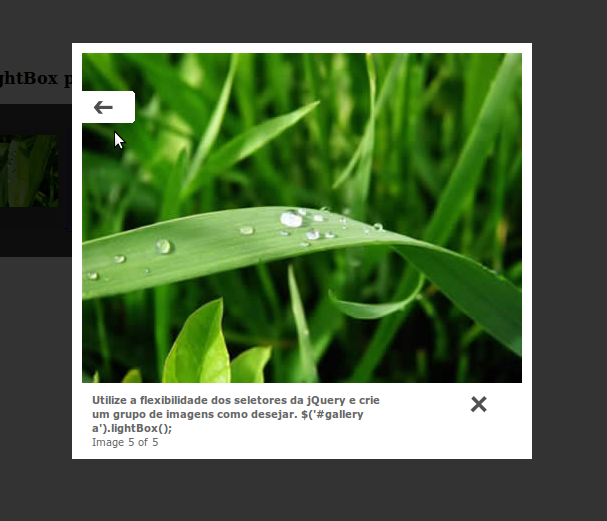 ghtBox p
Utilize a flexibilidade dos seletores da jQuery e crie
um grupo de imagens como desejar. $('#gallery
a').lightBox();
Image 5 of 5